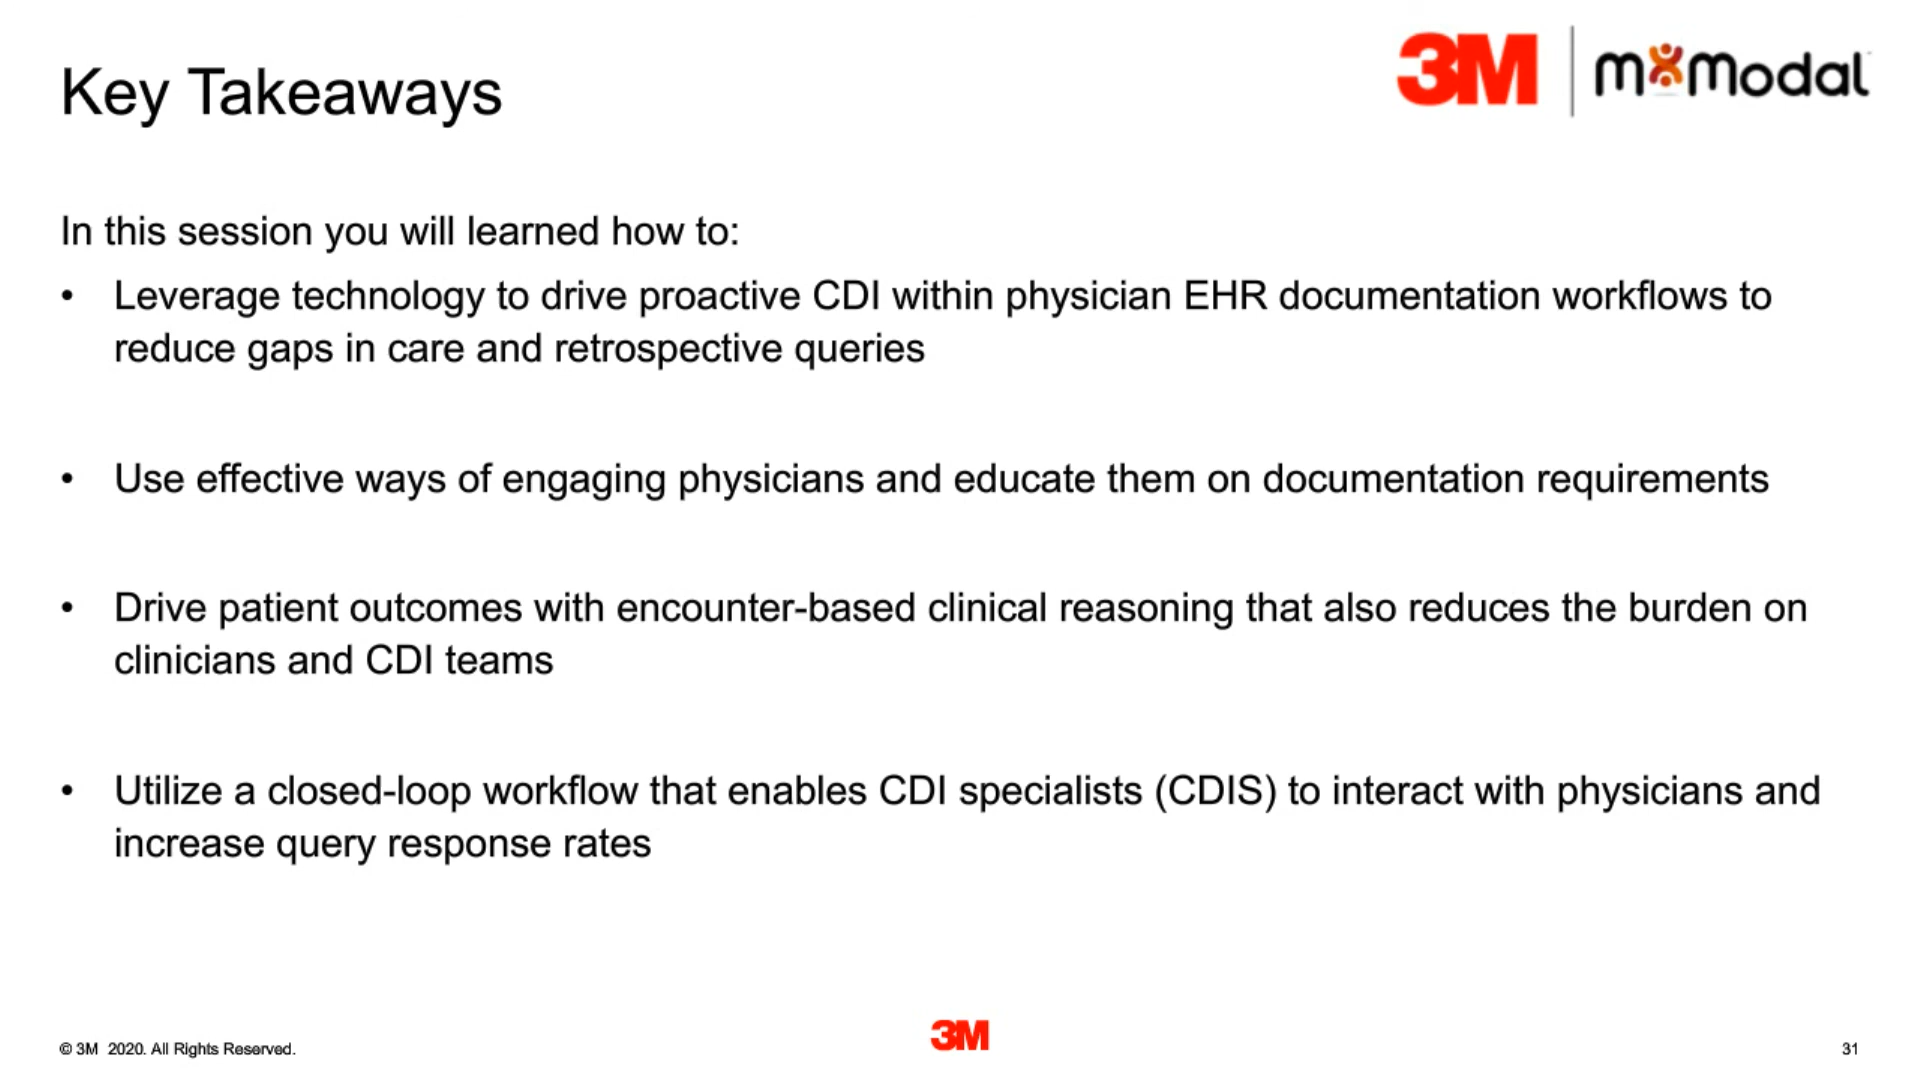 3M
M*Modal
Key Takeaways
In this session you will learned how to:
• Leverage technology to drive proactive CDI within physician EHR documentation workflows to
reduce gaps in care and retrospective queries
• Use effective ways of engaging physicians and educate them on documentation requirements
• Drive patient outcomes with encounter-based clinical reasoning that also reduces the burden on
clinicians and CDI teams
• Utilize a closed-loop workflow that enables CDI specialists (CDIS) to interact with physicians and
increase query response rates
© 3M 2020. All Rights Reserved.
3M
31